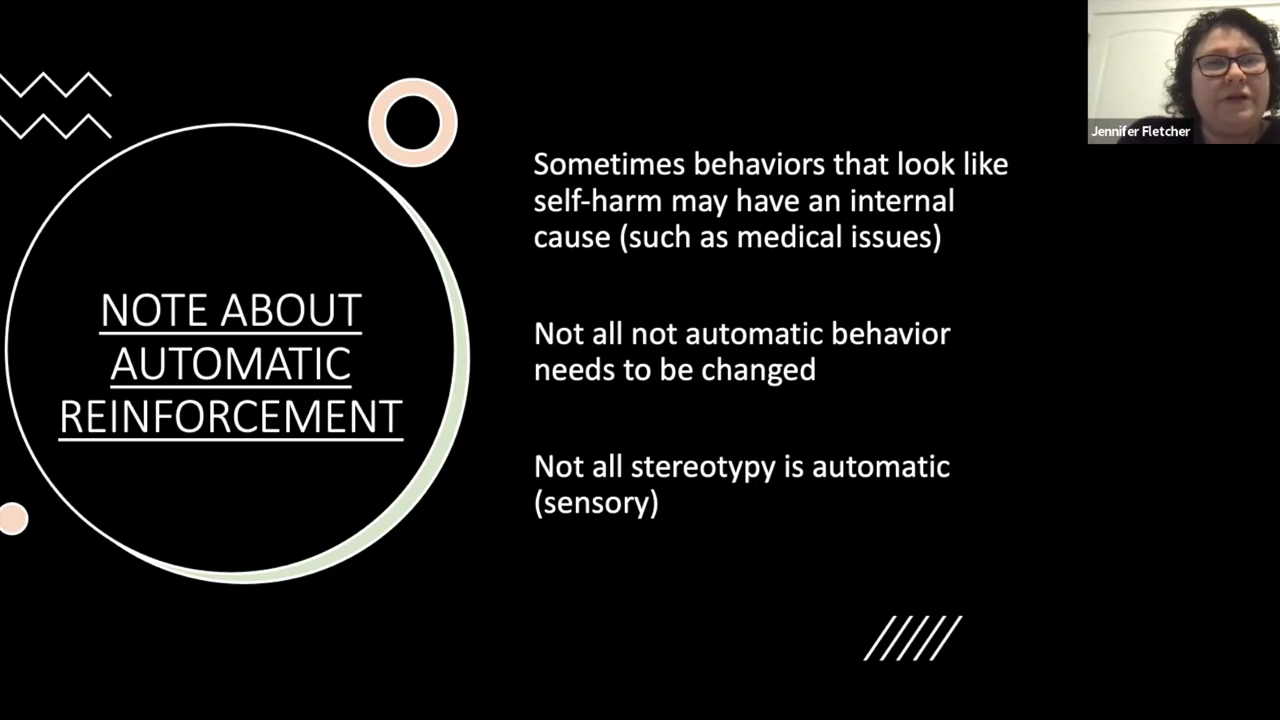 NOTE ABOUT
AUTOMATIC
REINFORCEMENT
Sometimes behaviors that look like
self-harm may have an internal
cause (such as medical issues)
Not all not automatic behavior
needs to be changed
Not all stereotypy is automatic
(sensory)
Jennifer Fletcher